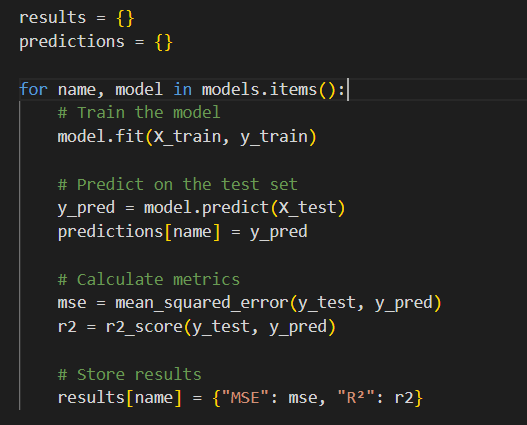 results = {}
predictions = {}
for name, model in models.items():
    # Train the model
    model.fit(X_train, y_train)
    # Predict on the test set
    y_pred = model.predict(X_test)
    predictions[name] = y_pred
    # Calculate metrics
    mse = mean_squared_error(y_test, y_pred)
    r2 = r2_score(y_test, y_pred)
    # Store results
    results[name] = {"MSE": mse, "R²": r2}